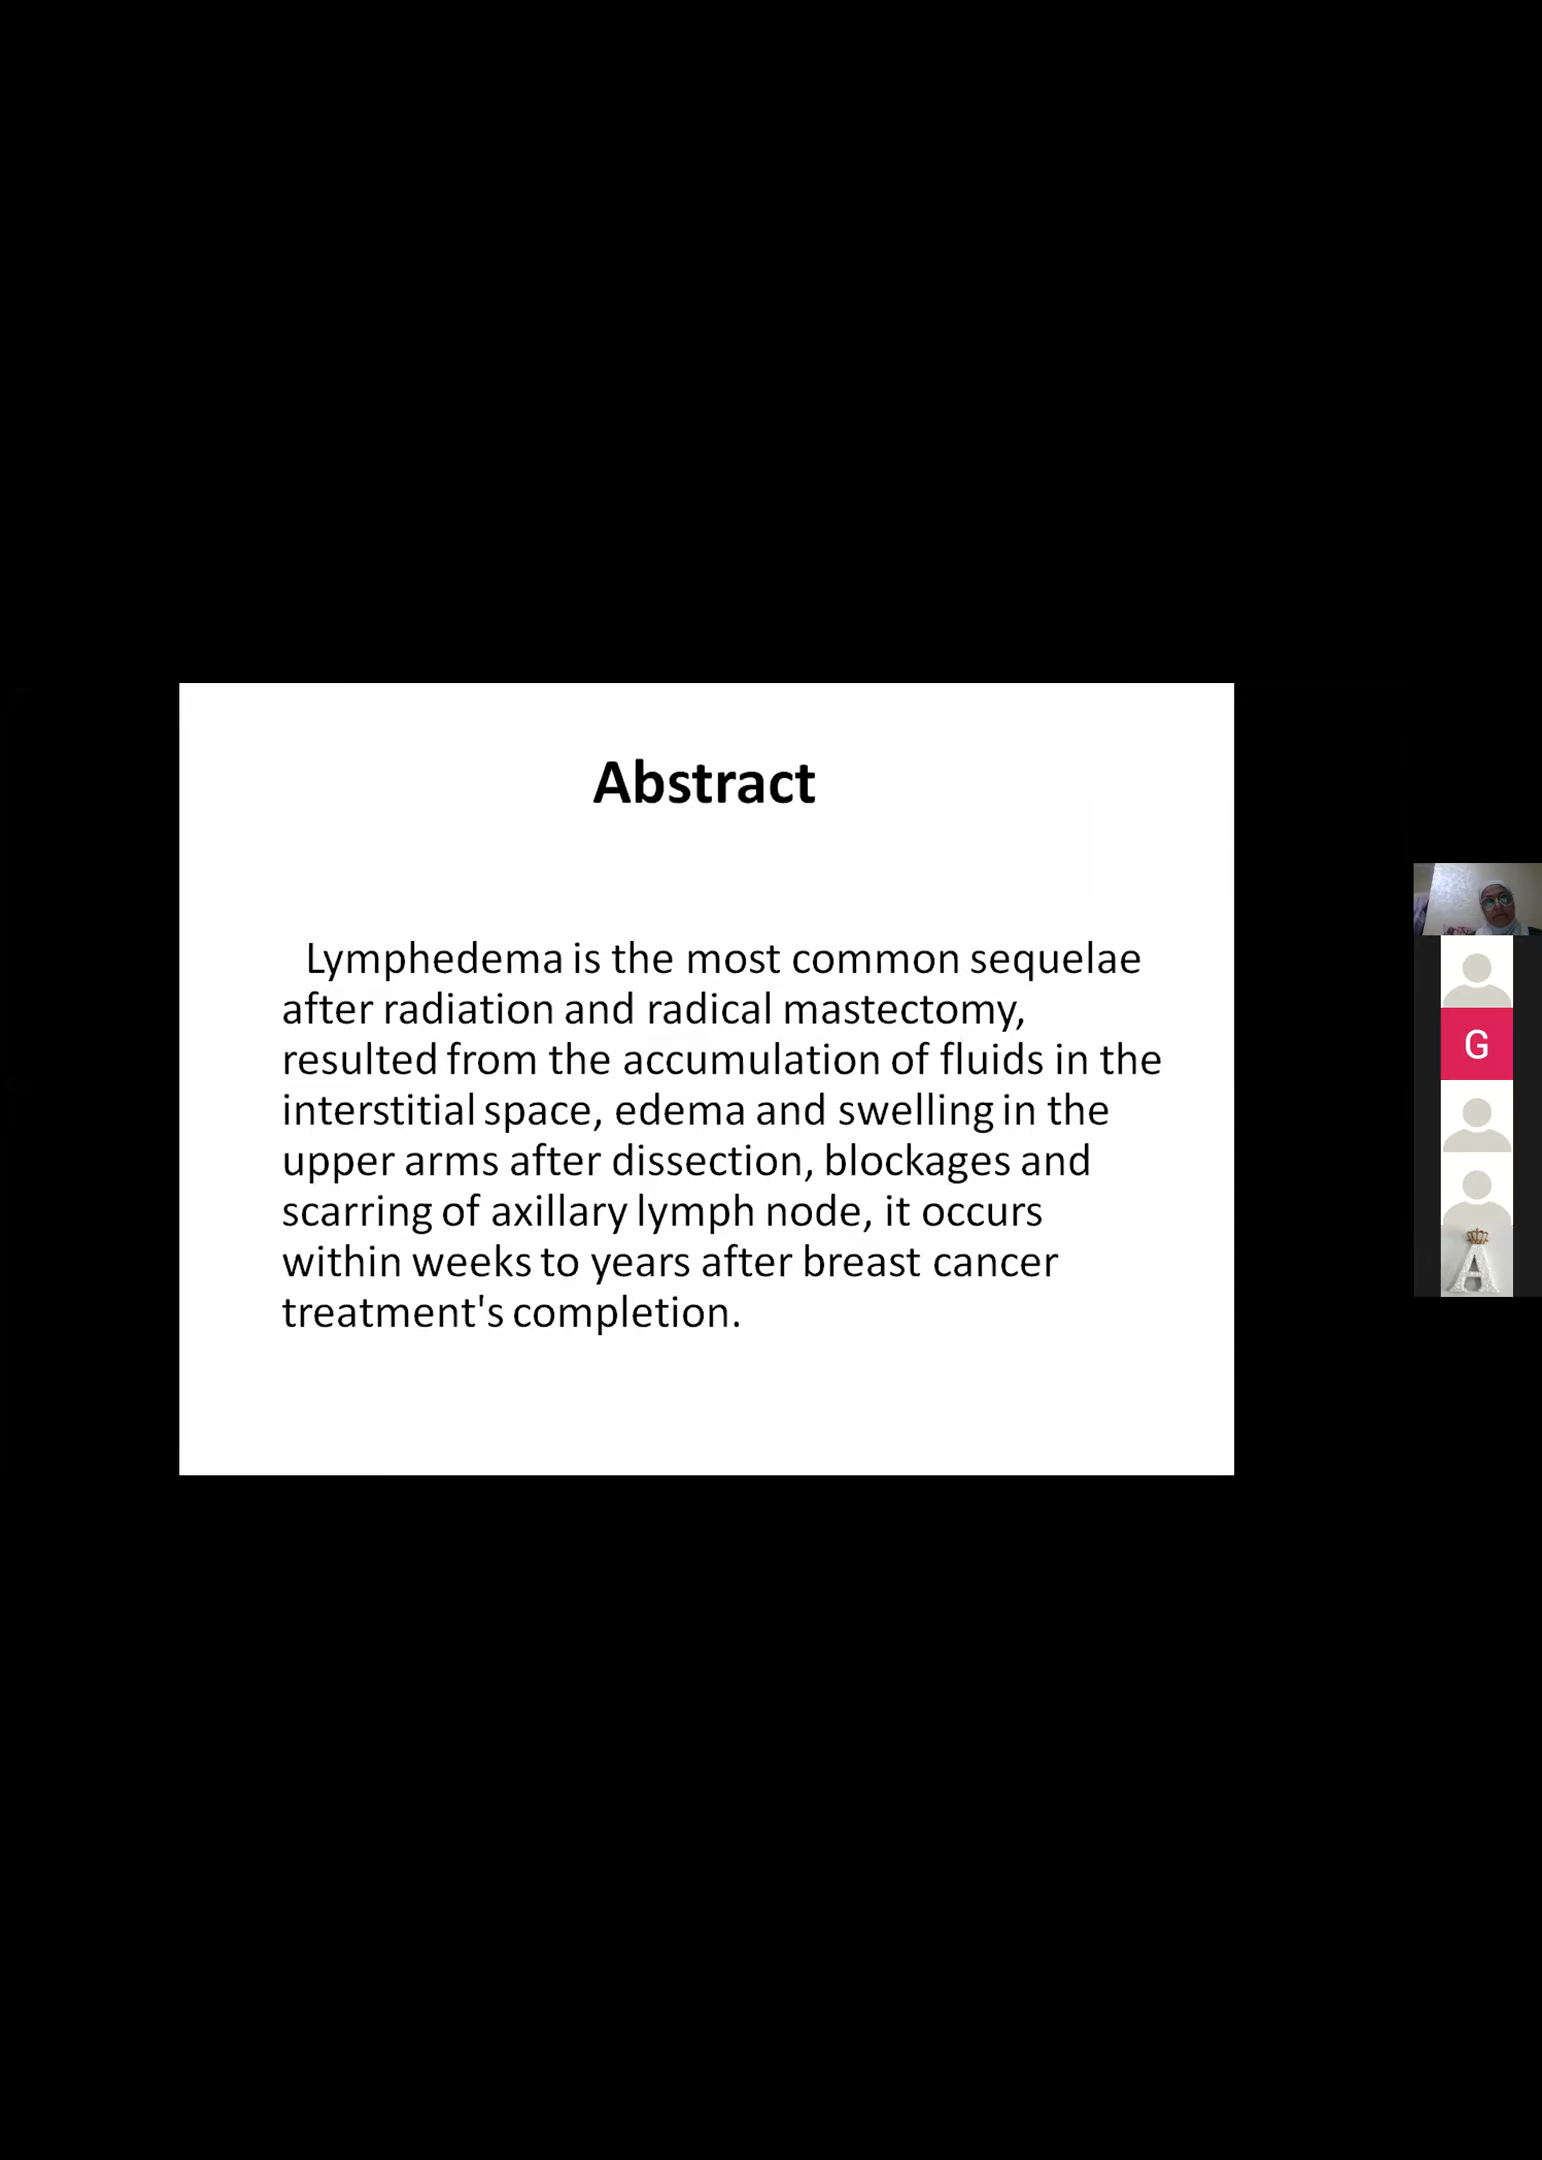 Abstract
Lymphedema is the most common sequelae
after radiation and radical mastectomy,
resulted from the accumulation of fluids in the
interstitial space, edema and swelling in the
upper arms after dissection, blockages and
scarring of axillary lymph node, it occurs
within weeks to years after breast cancer
treatment's completion.
G
A